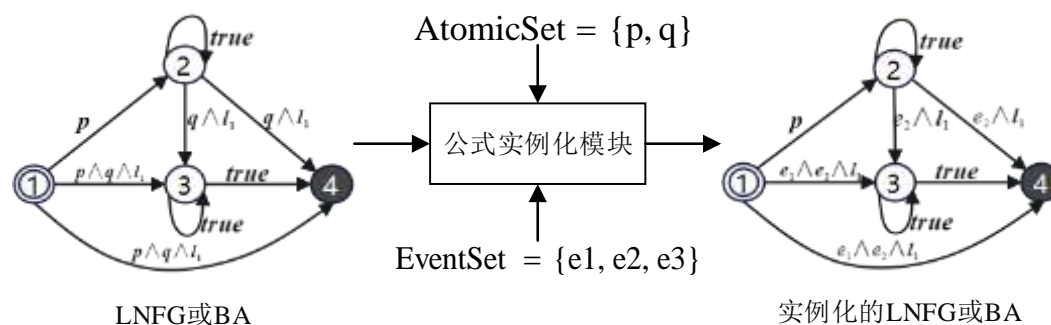 AtomicSet = {p, q}
true
2
p
q∧l₁
q∧l₁
1
p∧q∧l₁
3
true
4
true
p∧q∧l₁
LNFG或BA
公式实例化模块
EventSet = {e1, e2, e3}
true
2
p
e₂∧l₁
e₂∧l₁
1
e₁∧e₂∧l₁
3
true
4
true
e₁∧e₂∧l₁
实例化的LNFG或BA